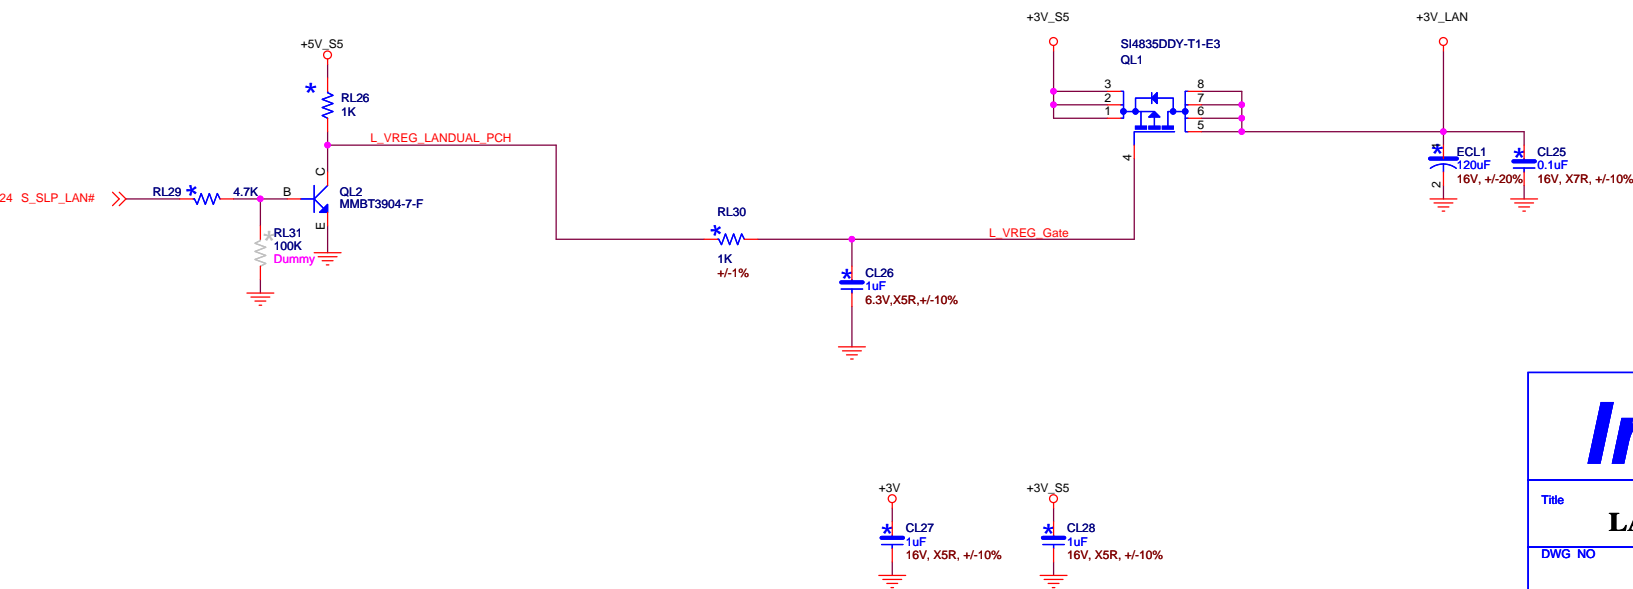 +3V_S5
+3V_LAN
+5V_S5
SI4835DDY-T1-E3
QL1
3
2
1
8
7
6
5
4
RL26
1K
L_VREG_LANDUAL_PCH
C
24 S_SLP_LAN#
RL29
4.7K
B
QL2
MMBT3904-7-F
E
RL31
100K
Dummy
RL30
1K
+/-1%
L_VREG_Gate
CL26
1uF
6.3V,X5R,+/-10%
ECL1
120uF
16V, +/-20%
2
CL25
0.1uF
16V, X7R, +/-10%
+3V
CL27
1uF
16V, X5R, +/-10%
+3V_S5
CL28
1uF
16V, X5R, +/-10%
Title
LA
DWG NO